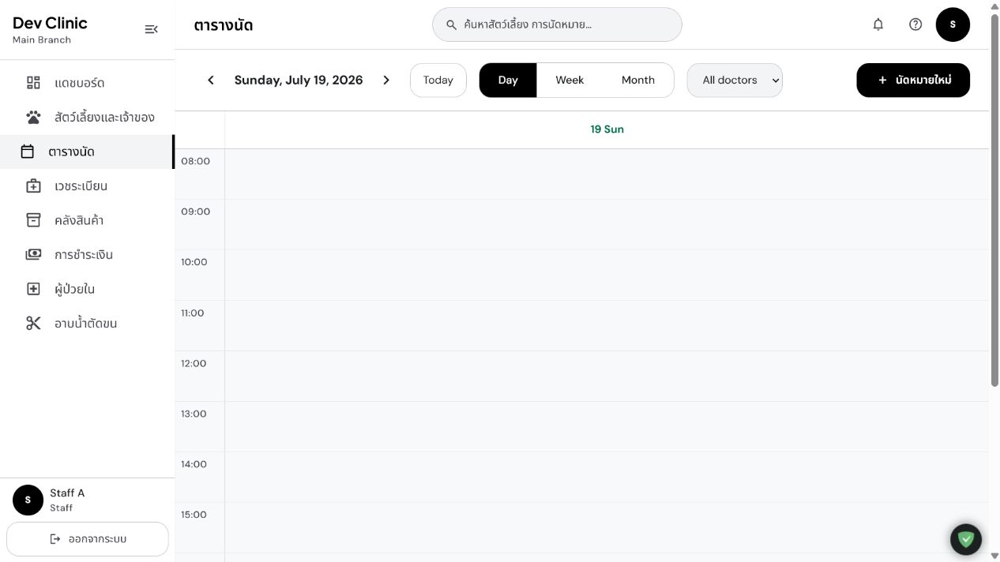 Dev Clinic
Main Branch
แดชบอร์ด
สัตว์เลี้ยงและเจ้าของ
ตารางนัด
เวชระเบียน
คลังสินค้า
การชำระเงิน
ผู้ป่วยใน
อาบน้ำตัดขน
Staff A
S
Staff
ออกจากระบบ
ตารางนัด
ค้นหาสัตว์เลี้ยง การนัดหมาย...
S
Sunday, July 19, 2026
Today
Day
Week
Month
All doctors
+ นัดหมายใหม่
19 Sun
08:00
09:00
10:00
11:00
12:00
13:00
14:00
15:00